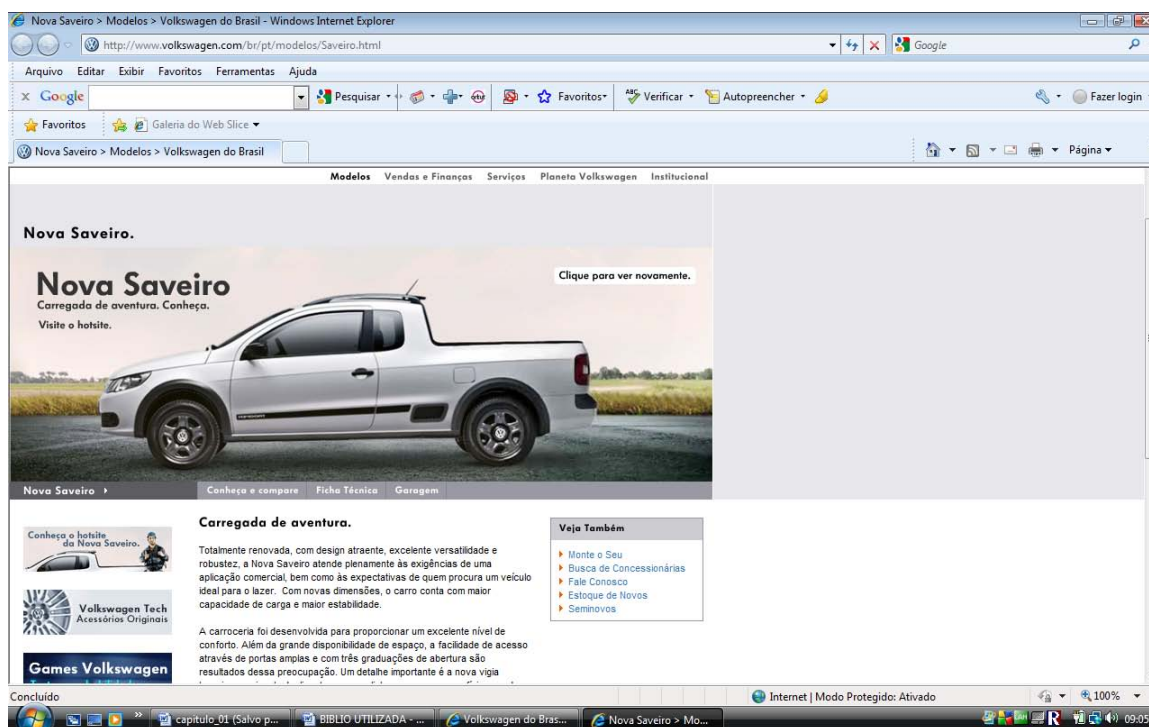 Nova Saveiro > Modelos > Volkswagen do Brasil - Windows Internet Explorer
http://www.volkswagen.com/br/pt/modelos/Saveiro.html
Google
Arquivo Editar Exibir Favoritos Ferramentas Ajuda
x Google Pesquisar Favoritos ABC Verificar Autopreencher Fazer login
Favoritos Galeria do Web Slice
Nova Saveiro > Modelos > Volkswagen do Brasil Página
Modelos Vendas e Finanças Serviços Planeta Volkswagen Institucional
Nova Saveiro.
Nova Saveiro
Carregada de aventura. Conheça.
Visite o hotsite.
Clique para ver novamente.
Nova Saveiro Conheça e compare Ficha Técnica Garagem
Conheça o hotsite
da Nova Saveiro.
Volkswagen Tech
Acessórios Originais
Games Volkswagen
Carregada de aventura.
Totalmente renovada, com design atraente, excelente versatilidade e
robustez, a Nova Saveiro atende plenamente às exigências de uma
aplicação comercial, bem como às expectativas de quem procura um veículo
ideal para o lazer. Com novas dimensões, o carro conta com maior
capacidade de carga e maior estabilidade.
A carroceria foi desenvolvida para proporcionar um excelente nível de
conforto. Além da grande disponibilidade de espaço, a facilidade de acesso
através de portas amplas e com três graduações de abertura são
resultados dessa preocupação. Um detalhe importante é a nova vigia
Veja Também
Monte o Seu
Busca de Concessionárias
Fale Conosco
Estoque de Novos
Seminovos
Concluído Internet | Modo Protegido: Ativado 100%
capitulo_01 (Salvo p... BIBLIO UTILIZADA - ... Volkswagen do Bras... Nova Saveiro > Mo... 09:05